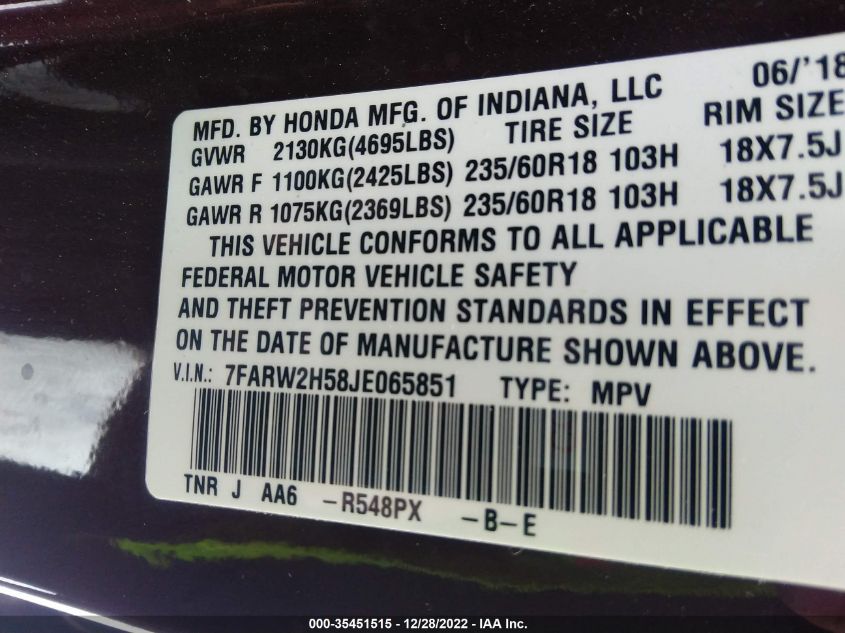 MFD. BY HONDA MFG. OF INDIANA, LLC 06/'18
GVWR 2130KG(4695LBS) TIRE SIZE RIM SIZE
GAWR F 1100KG(2425LBS) 235/60R18 103H 18X7.5J
GAWR R 1075KG(2369LBS) 235/60R18 103H 18X7.5J
THIS VEHICLE CONFORMS TO ALL APPLICABLE
FEDERAL MOTOR VEHICLE SAFETY
AND THEFT PREVENTION STANDARDS IN EFFECT
ON THE DATE OF MANUFACTURE SHOWN ABOVE.
V.I.N.: 7FARW2H58JE065851 TYPE: MPV
TNR J AA6 -R548PX -B-E
000-35451515 - 12/28/2022 - IAA Inc.